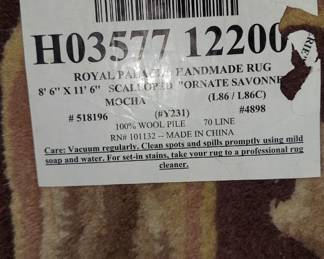 H03577 12200
ROYAL PALACE HANDMADE RUG
8' 6" X 11' 6" SCALLOPED "ORNATE SAVONNE
MOCHA (L86 / L86C)
# 518196 (#Y231) #4898
100% WOOL PILE 70 LINE
RN# 101132 -- MADE IN CHINA
Care: Vacuum regularly. Clean spots and spills promptly using mild
soap and water. For set-in stains, take your rug to a professional rug
cleaner.